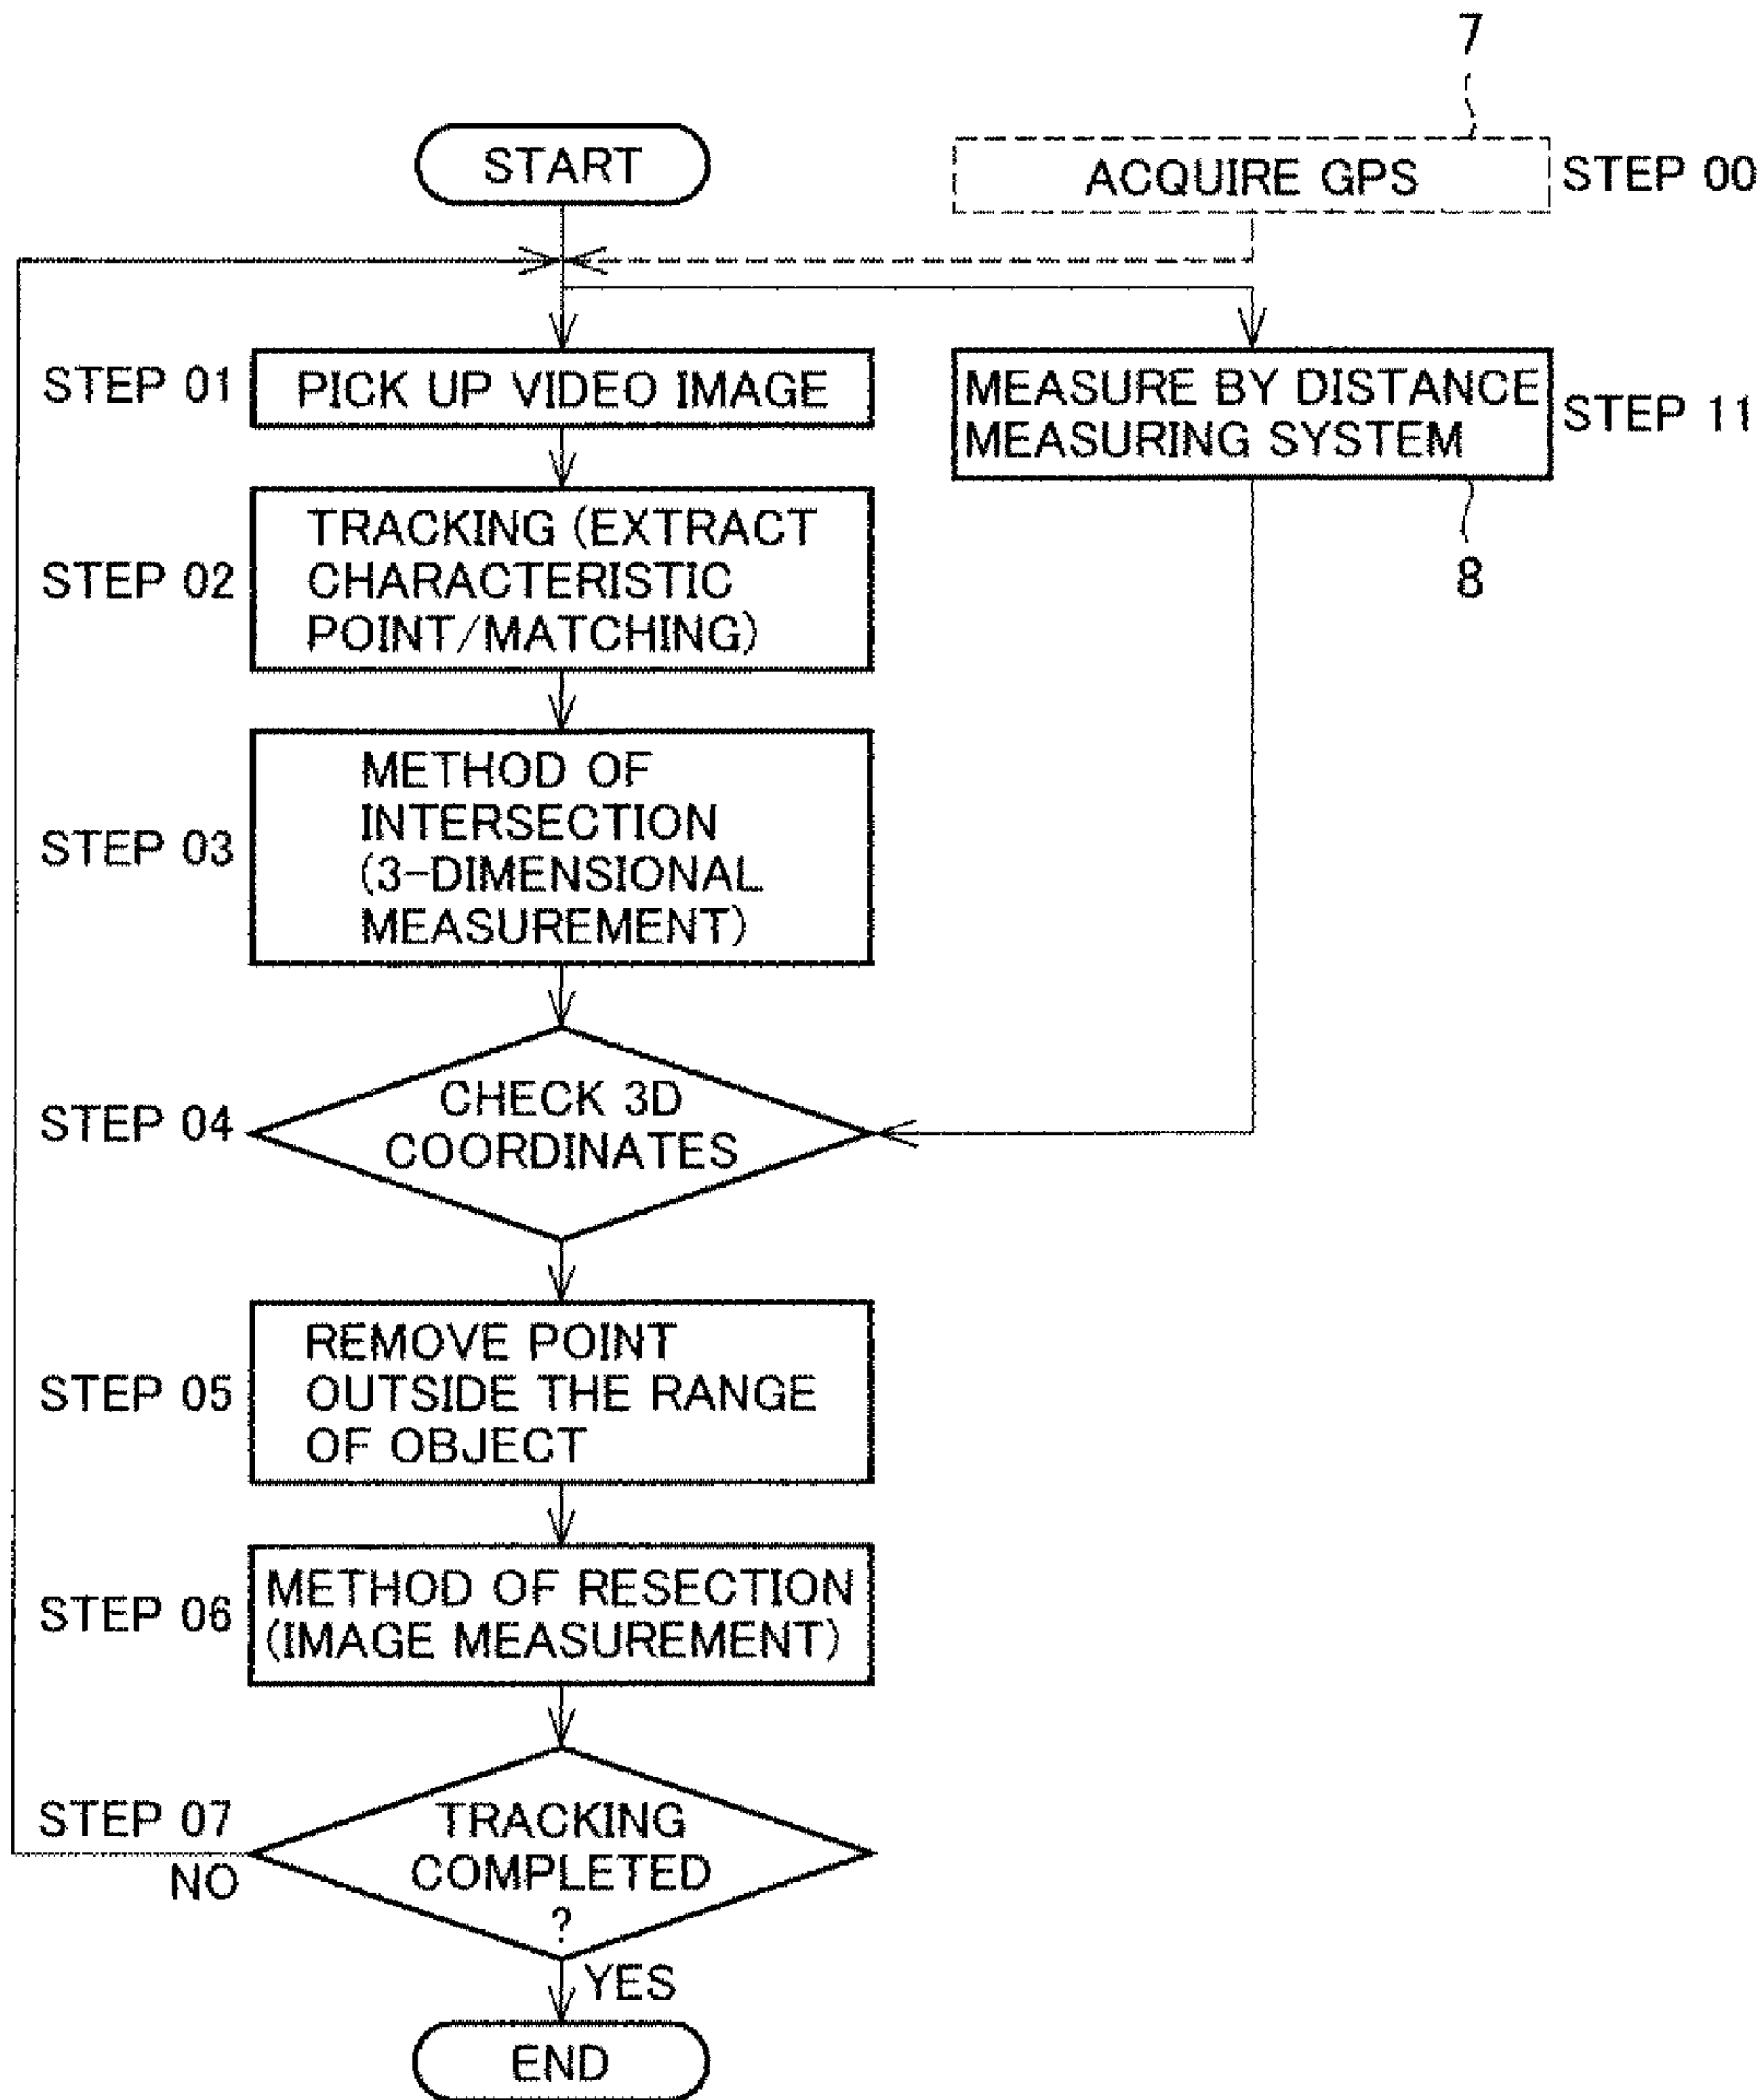 7
START
ACQUIRE GPS
STEP 00
STEP 01
PICK UP VIDEO IMAGE
MEASURE BY DISTANCE
MEASURING SYSTEM
STEP 11
8
STEP 02
TRACKING (EXTRACT
CHARACTERISTIC
POINT/MATCHING)
STEP 03
METHOD OF
INTERSECTION
(3-DIMENSIONAL
MEASUREMENT)
STEP 04
CHECK 3D
COORDINATES
STEP 05
REMOVE POINT
OUTSIDE THE RANGE
OF OBJECT
STEP 06
METHOD OF RESECTION
(IMAGE MEASUREMENT)
STEP 07
TRACKING
COMPLETED
?
NO
YES
END